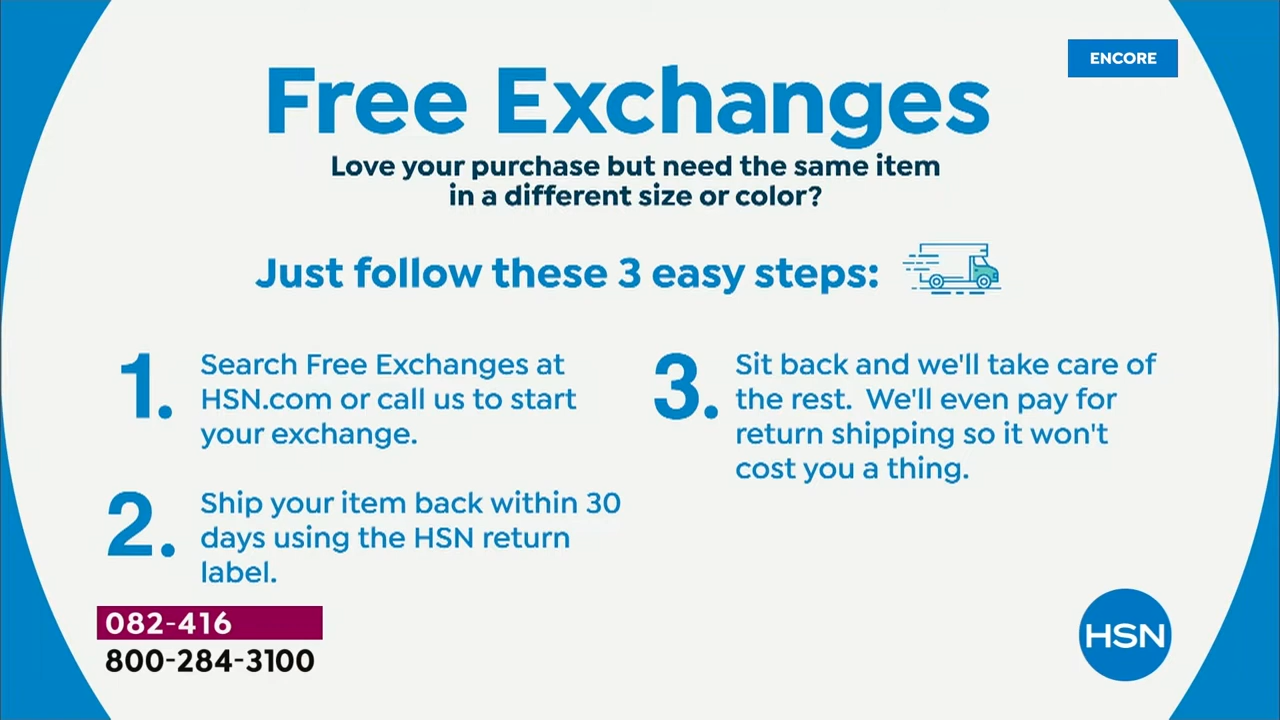 ENCORE
Free Exchanges
Love your purchase but need the same item
in a different size or color?
Just follow these 3 easy steps:
1. Search Free Exchanges at
HSN.com or call us to start
your exchange.
2. Ship your item back within 30
days using the HSN return
label.
3. Sit back and we'll take care of
the rest.  We'll even pay for
return shipping so it won't
cost you a thing.
082-416
800-284-3100
HSN